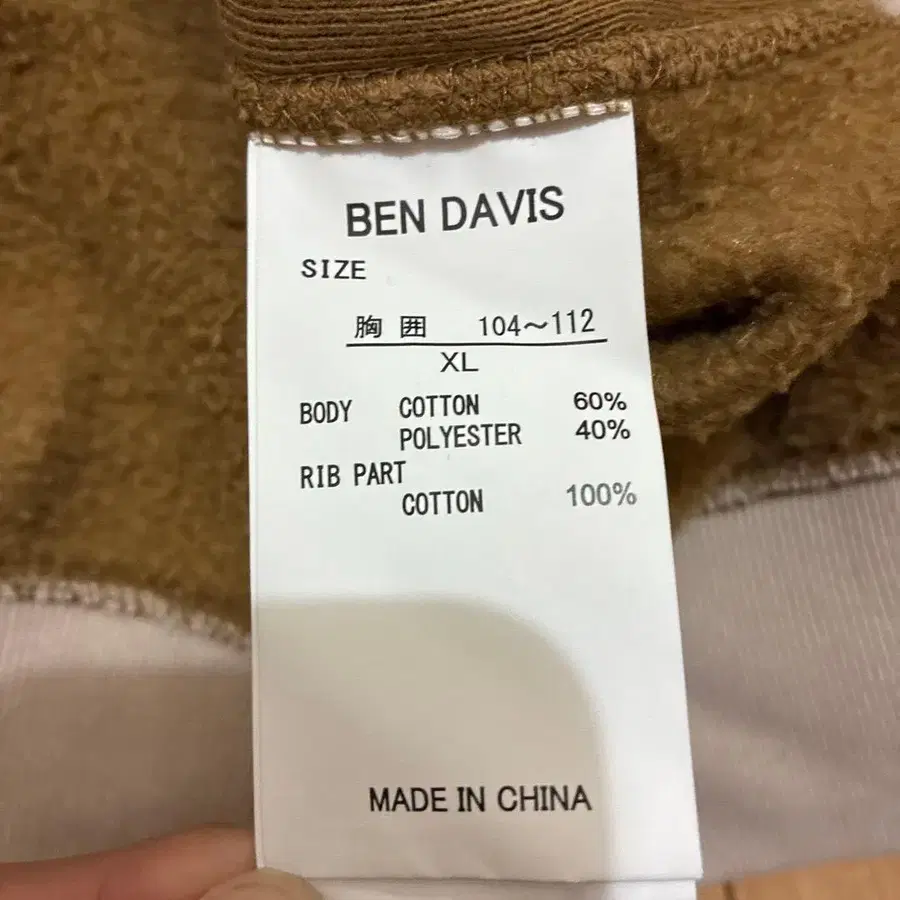 BEN DAVIS
SIZE
胸囲 104～112
XL
BODY COTTON 60%
POLYESTER 40%
RIB PART
COTTON 100%
MADE IN CHINA